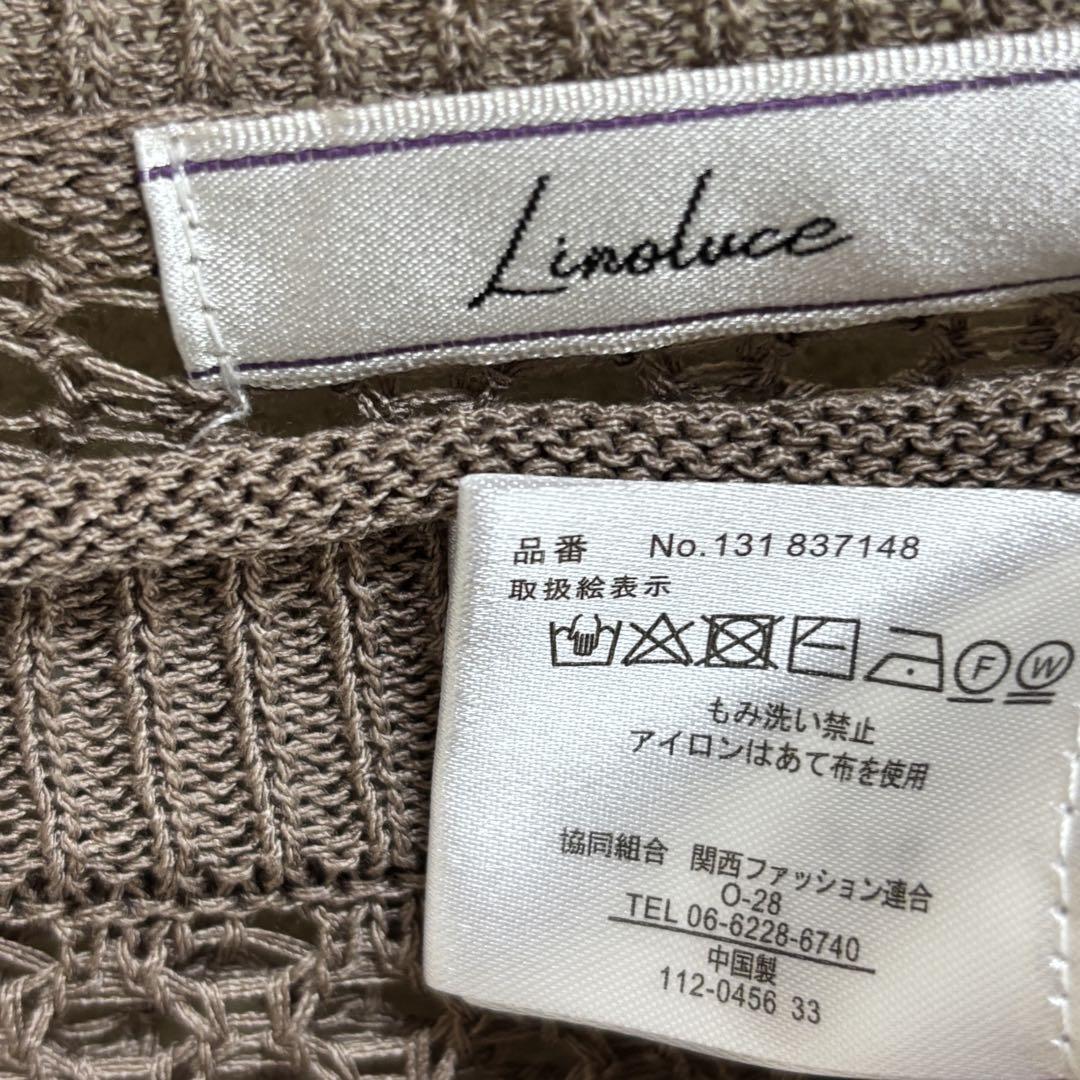 Linoluce
品番 No.131 837148
取扱絵表示
F W
もみ洗い禁止
アイロンはあて布を使用
協同組合 関西ファッション連合
O-28
TEL 06-6228-6740
中国製
112-0456 33